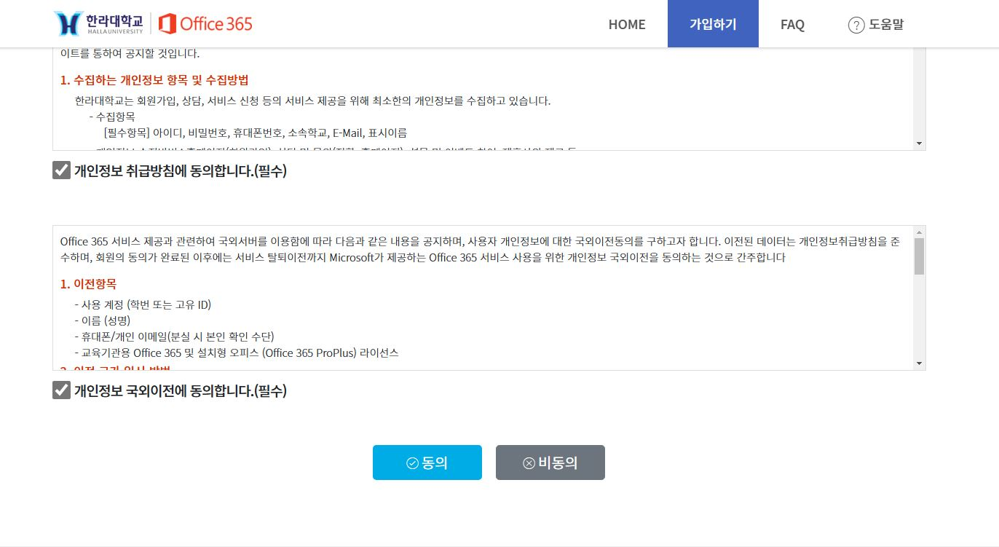 한라대학교
HALLA UNIVERSITY
Office 365
HOME
가입하기
FAQ
? 도움말
이트를 통하여 공지할 것입니다.
1. 수집하는 개인정보 항목 및 수집방법
한라대학교는 회원가입, 상담, 서비스 신청 등의 서비스 제공을 위해 최소한의 개인정보를 수집하고 있습니다.
- 수집항목
[필수항목] 아이디, 비밀번호, 휴대폰번호, 소속학교, E-Mail, 표시이름
개인정보 취급방침에 동의합니다.(필수)
Office 365 서비스 제공과 관련하여 국외서버를 이용함에 따라 다음과 같은 내용을 공지하며, 사용자 개인정보에 대한 국외이전동의를 구하고자 합니다. 이전된 데이터는 개인정보취급방침을 준
수하며, 회원의 동의가 완료된 이후에는 서비스 탈퇴이전까지 Microsoft가 제공하는 Office 365 서비스 사용을 위한 개인정보 국외이전을 동의하는 것으로 간주합니다
1. 이전항목
- 사용 계정 (학번 또는 고유 ID)
- 이름 (성명)
- 휴대폰/개인 이메일(분실 시 본인 확인 수단)
- 교육기관용 Office 365 및 설치형 오피스 (Office 365 ProPlus) 라이선스
개인정보 국외이전에 동의합니다.(필수)
동의
비동의